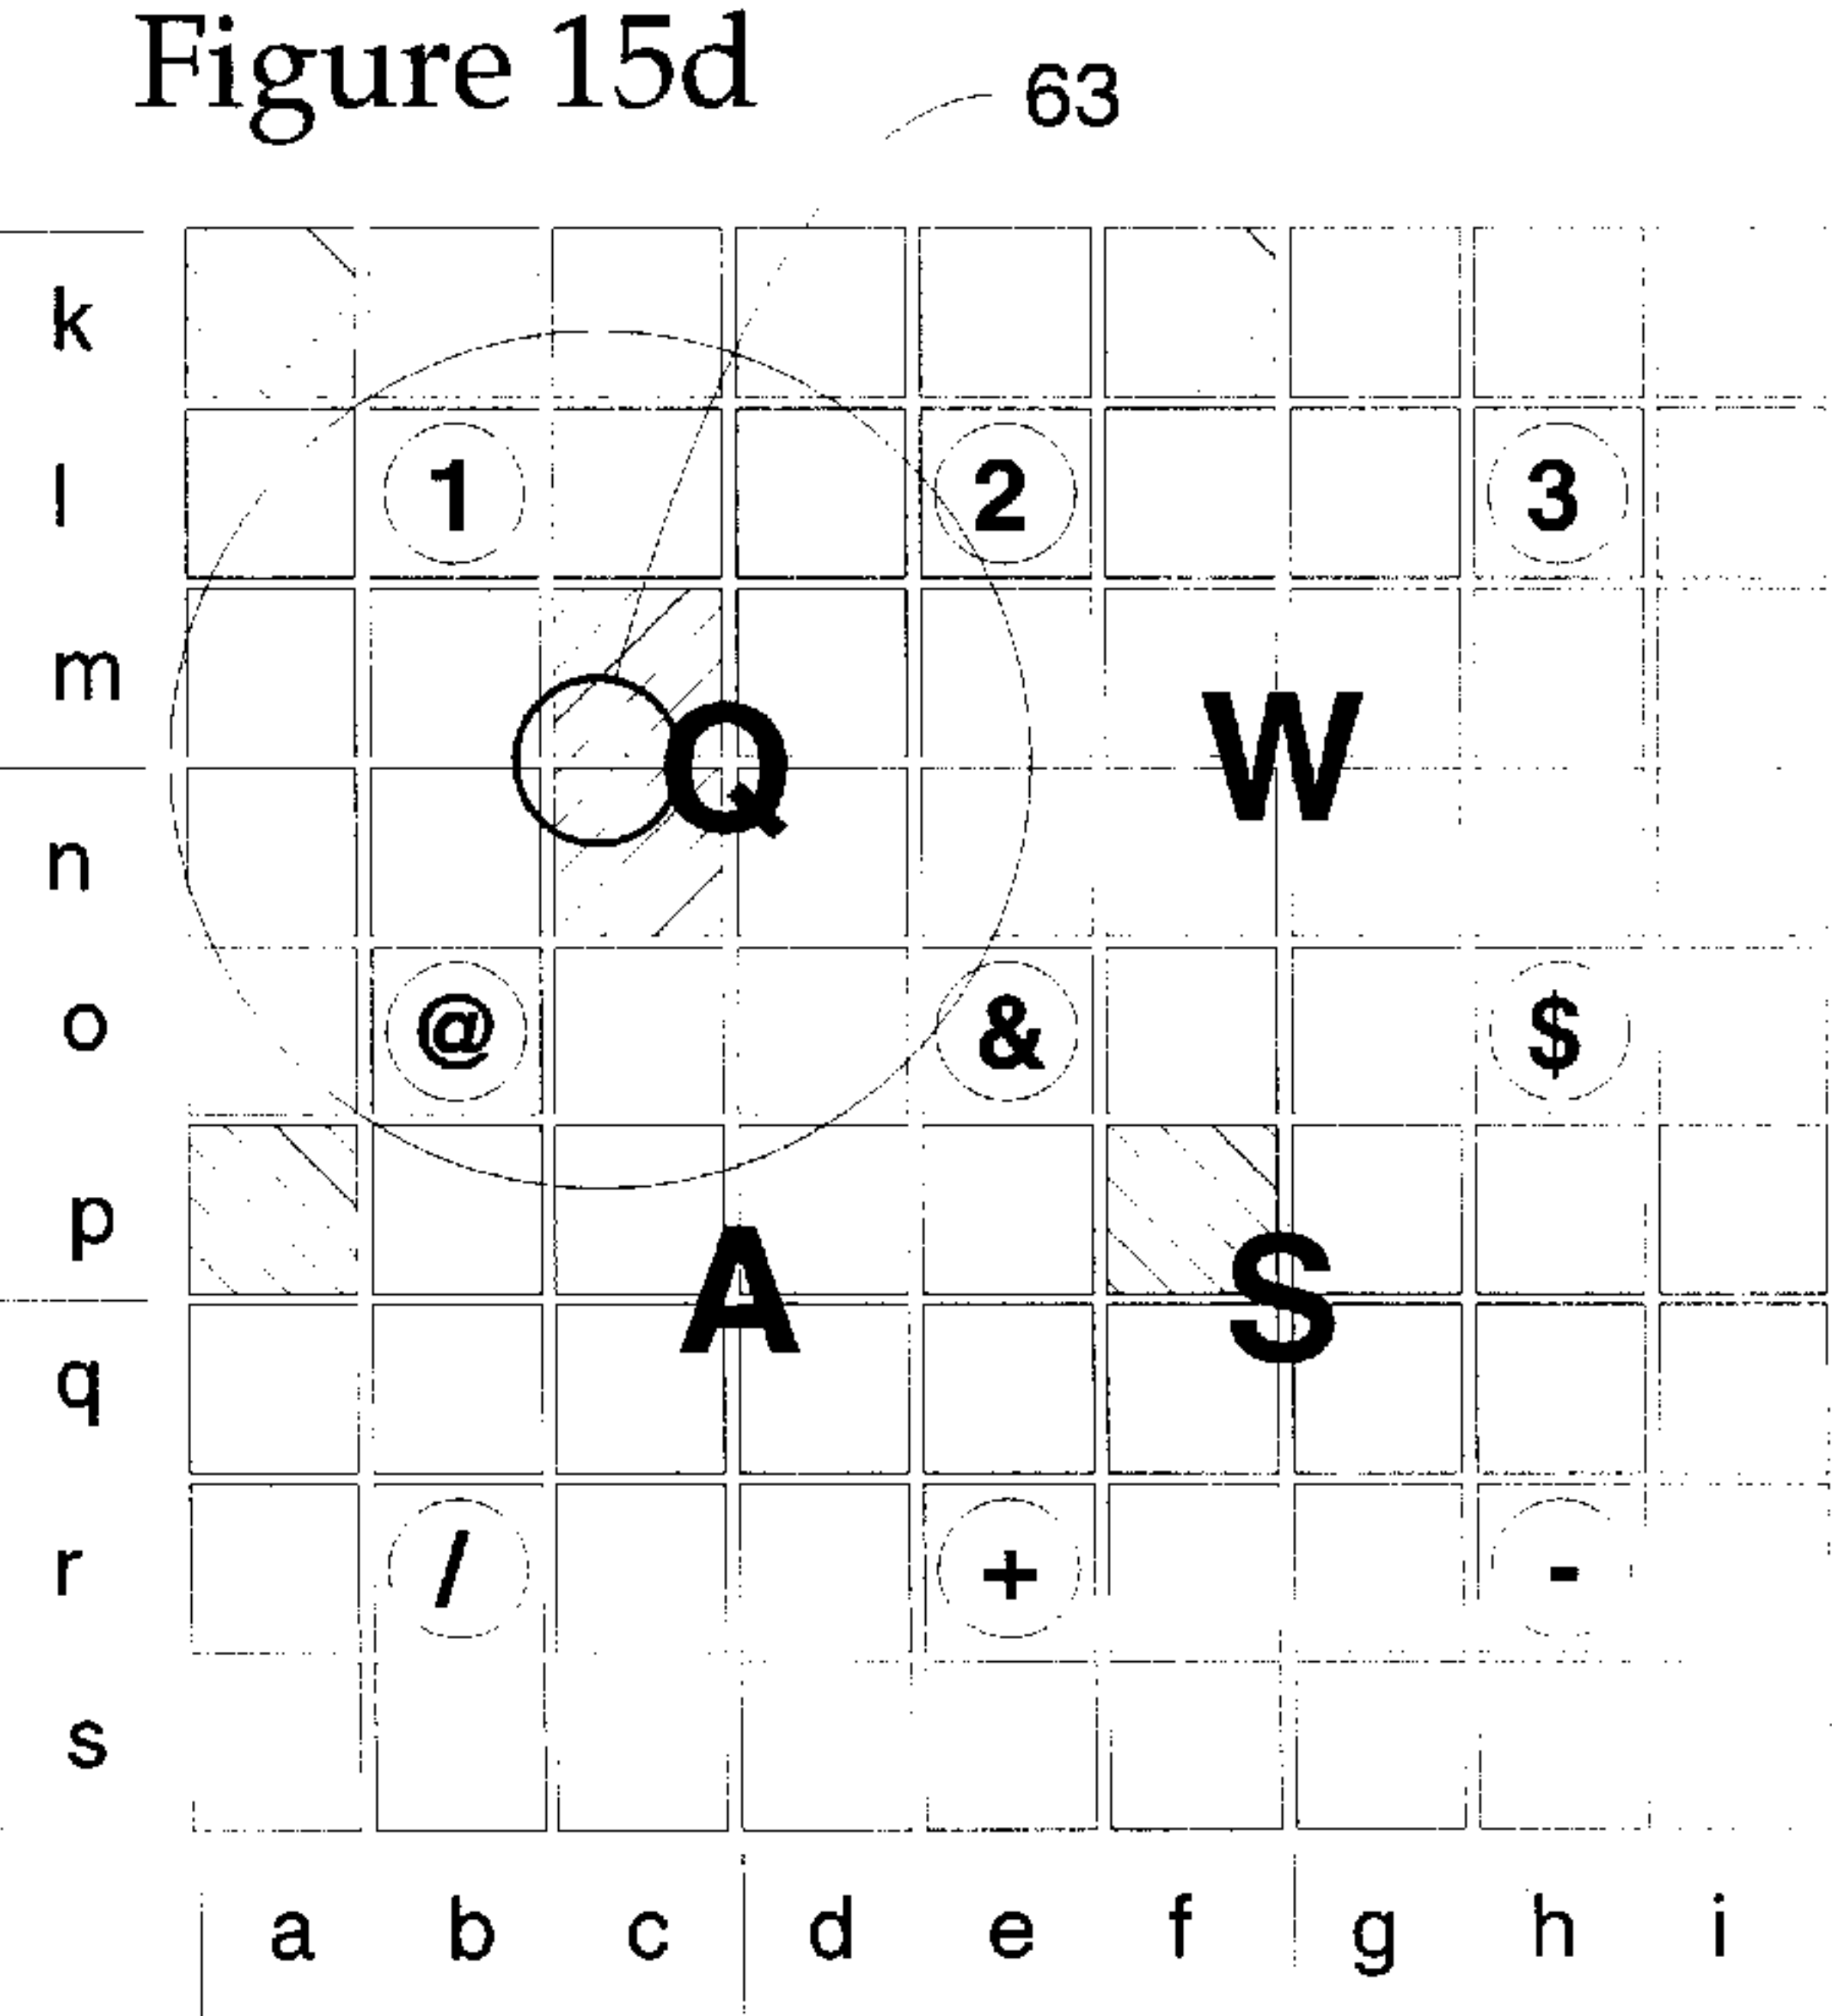 Figure 15d
63
k
l 1 2 3
m
Q W
n
o @ & $
p
A S
q
r / + -
s
a b c d e f g h i